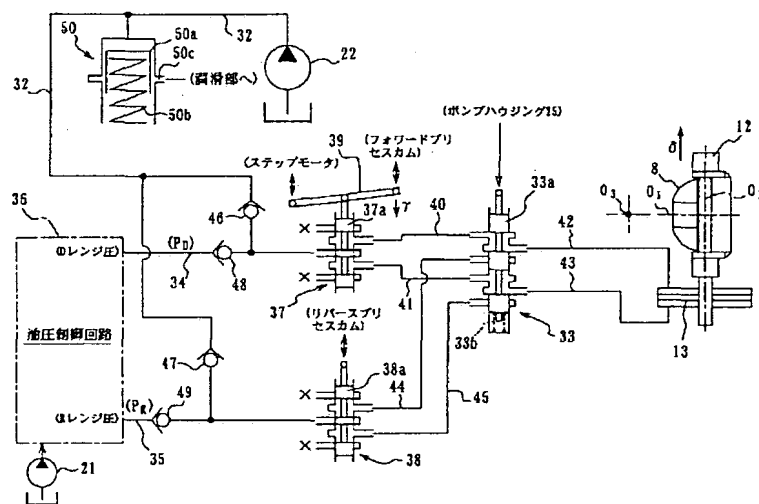 50
50a
50c
32
22
32
(潤滑部へ)
50b
(ポンプハウジング15)
39
(フォワードプリ
セスカム)
(ステップモータ)
γ
12
δ
8
33a
O₃
O₁
O₂
36
46
37a
40
42
(Dレンジ圧)
(P_D)
34
48
41
43
37
(リバースプリ
セスカム)
33b
33
13
油圧制御回路
47
38a
44
(P_R)
49
45
(Rレンジ圧)
35
38
21